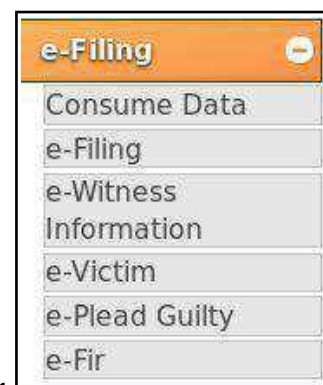 e-Filing
Consume Data
e-Filing
e-Witness
Information
e-Victim
e-Plead Guilty
e-Fir